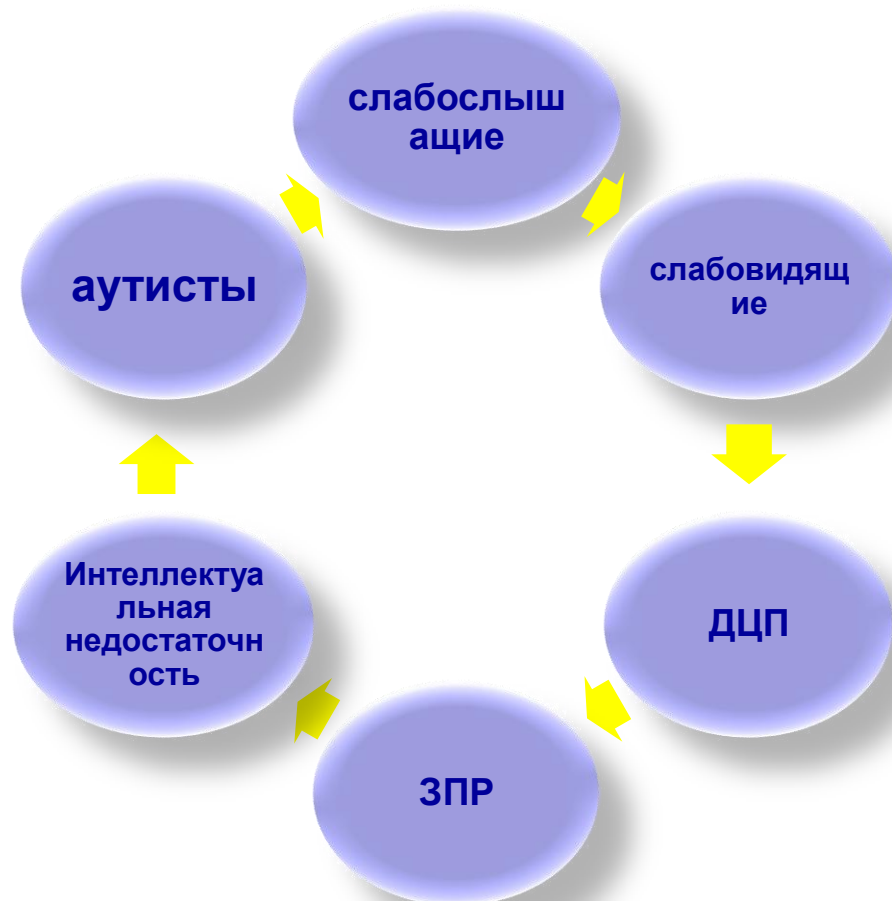 слабослыш
ащие
слабовидящ
ие
ДЦП
ЗПР
Интеллектуа
льная
недостаточн
ость
аутисты